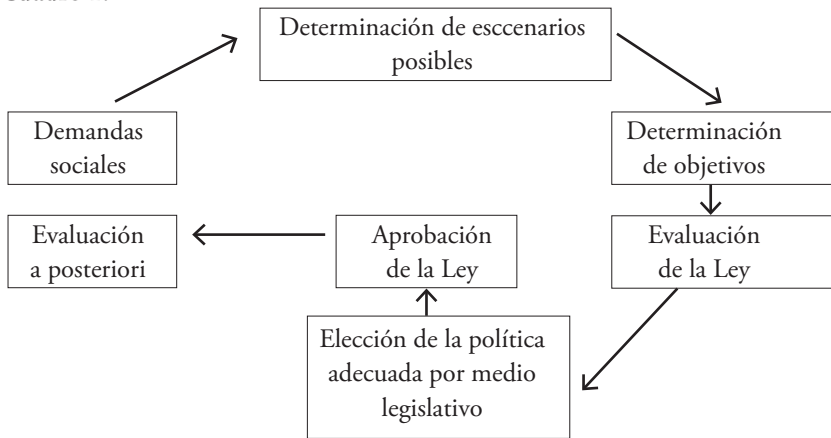 Determinación de esccenarios
posibles
Demandas
sociales
Determinación
de objetivos
Evaluación
a posteriori
Aprobación
de la Ley
Evaluación
de la Ley
Elección de la política
adecuada por medio
legislativo